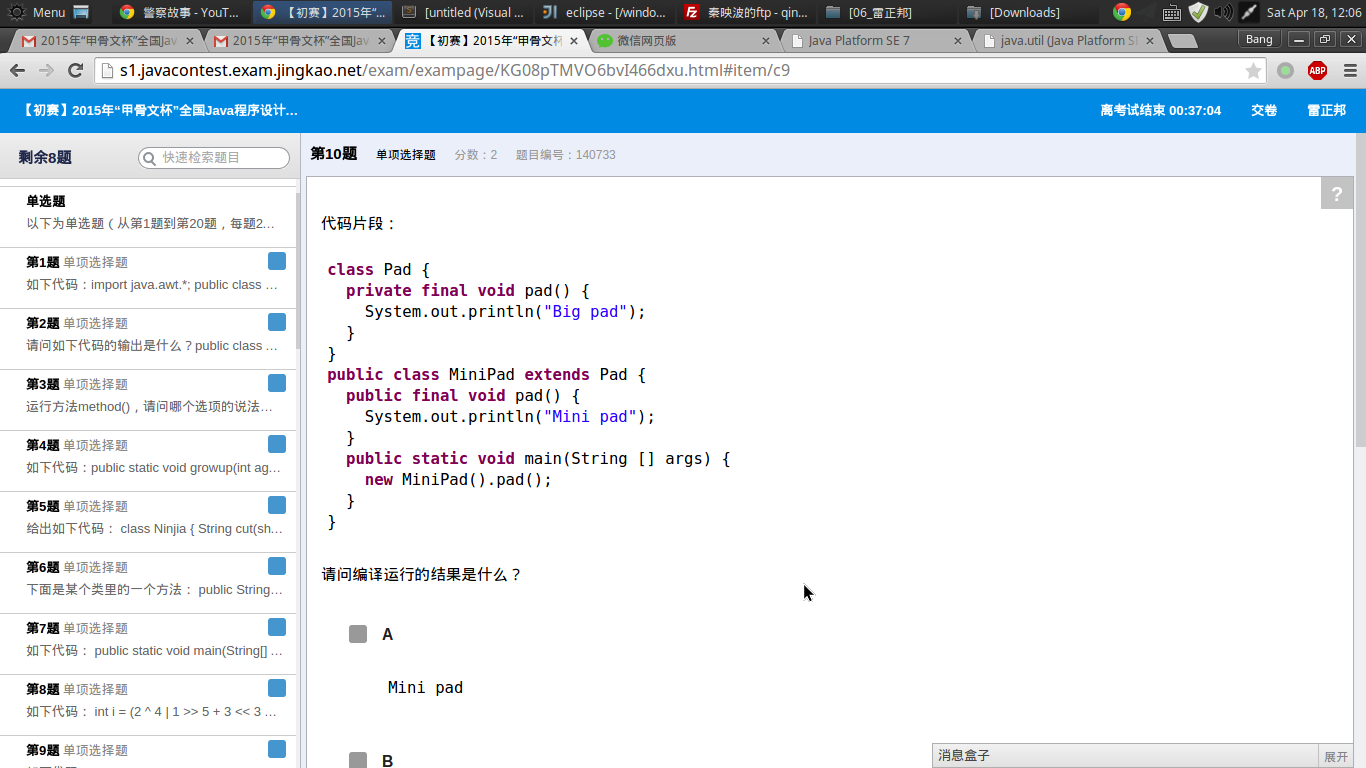 Menu
警察故事 - YouT...
【初赛】2015年“...
[untitled (Visual ...
eclipse - [/windo...
秦映波的ftp - qin...
[06_雷正邦]
[Downloads]
Sat Apr 18, 12:06
2015年“甲骨文杯”全国Jav
2015年“甲骨文杯”全国Jav
【初赛】2015年“甲骨文杯
微信网页版
Java Platform SE 7
java.util (Java Platform SE
Bang
s1.javacontest.exam.jingkao.net/exam/exampage/KG08pTMVO6bvI466dxu.html#item/c9
ABP
【初赛】2015年“甲骨文杯”全国Java程序设计…
离考试结束 00:37:04
交卷
雷正邦
剩余8题
快速检索题目
第10题 单项选择题 分数：2 题目编号：140733
?
单选题
以下为单选题（从第1题到第20题，每题2…
第1题 单项选择题
如下代码：import java.awt.*; public class …
第2题 单项选择题
请问如下代码的输出是什么？public class …
第3题 单项选择题
运行方法method()，请问哪个选项的说法…
第4题 单项选择题
如下代码：public static void growup(int ag…
第5题 单项选择题
给出如下代码： class Ninjia { String cut(sh…
第6题 单项选择题
下面是某个类里的一个方法： public String…
第7题 单项选择题
如下代码： public static void main(String[] …
第8题 单项选择题
如下代码： int i = (2 ^ 4 | 1 >> 5 + 3 << 3 …
第9题 单项选择题
代码片段：
class Pad {
private final void pad() {
System.out.println("Big pad");
}
}
public class MiniPad extends Pad {
public final void pad() {
System.out.println("Mini pad");
}
public static void main(String [] args) {
new MiniPad().pad();
}
}
请问编译运行的结果是什么？
A
Mini pad
B
消息盒子
展开